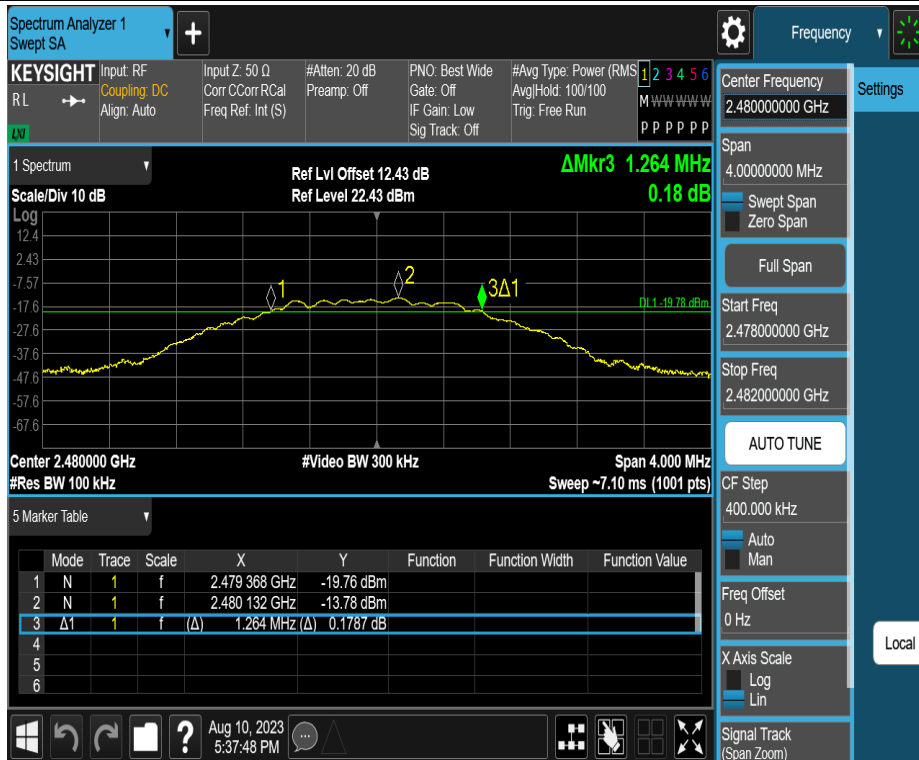 Spectrum Analyzer 1
Swept SA
+
Frequency
KEYSIGHT
R L
LXI
Input: RF
Coupling: DC
Align: Auto
Input Z: 50 Ω
Corr CCorr RCal
Freq Ref: Int (S)
#Atten: 20 dB
Preamp: Off
PNO: Best Wide
Gate: Off
IF Gain: Low
Sig Track: Off
#Avg Type: Power (RMS
Avg|Hold: 100/100
Trig: Free Run
1 2 3 4 5 6
M W W W W W
P P P P P P
1 Spectrum
Scale/Div 10 dB
Log
Ref Lvl Offset 12.43 dB
Ref Level 22.43 dBm
ΔMkr3 1.264 MHz
0.18 dB
12.4
2.43
-7.57
-17.6
-27.6
-37.6
-47.6
-57.6
-67.6
1
2
3Δ1
DL1 -19.78 dBm
Center 2.480000 GHz
#Video BW 300 kHz
Span 4.000 MHz
#Res BW 100 kHz
Sweep ~7.10 ms (1001 pts)
5 Marker Table
Mode Trace Scale X Y Function Function Width Function Value
1 N 1 f 2.479 368 GHz -19.76 dBm
2 N 1 f 2.480 132 GHz -13.78 dBm
3 Δ1 1 f (Δ) 1.264 MHz (Δ) 0.1787 dB
4
5
6
Aug 10, 2023
5:37:48 PM
?
Center Frequency
2.480000000 GHz
Settings
Span
4.00000000 MHz
Swept Span
Zero Span
Full Span
Start Freq
2.478000000 GHz
Stop Freq
2.482000000 GHz
AUTO TUNE
CF Step
400.000 kHz
Auto
Man
Freq Offset
0 Hz
Local
X Axis Scale
Log
Lin
Signal Track
(Span Zoom)